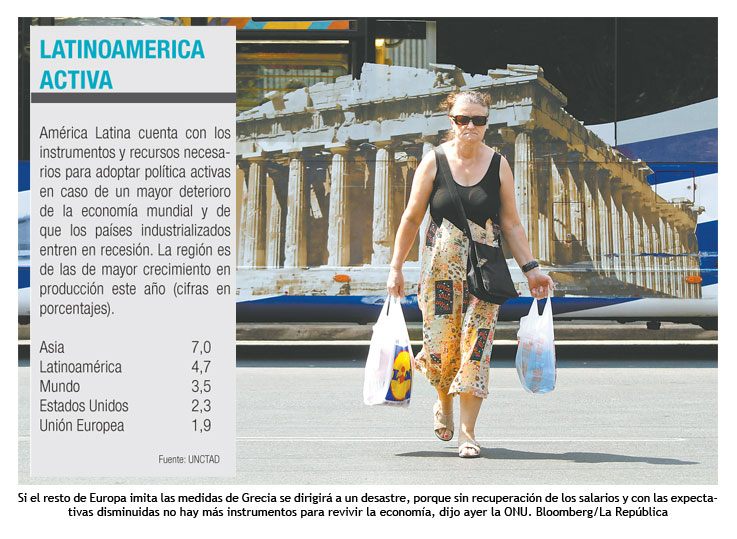 LATINOAMERICA
ACTIVA
América Latina cuenta con los
instrumentos y recursos necesa-
rios para adoptar política activas
en caso de un mayor deterioro
de la economía mundial y de
que los países industrializados
entren en recesión. La región es
de las de mayor crecimiento en
producción este año (cifras en
porcentajes).
Asia 7,0
Latinoamérica 4,7
Mundo 3,5
Estados Unidos 2,3
Unión Europea 1,9
Fuente: UNCTAD
Si el resto de Europa imita las medidas de Grecia se dirigirá a un desastre, porque sin recuperación de los salarios y con las expecta-
tivas disminuidas no hay más instrumentos para revivir la economía, dijo ayer la ONU. Bloomberg/La República